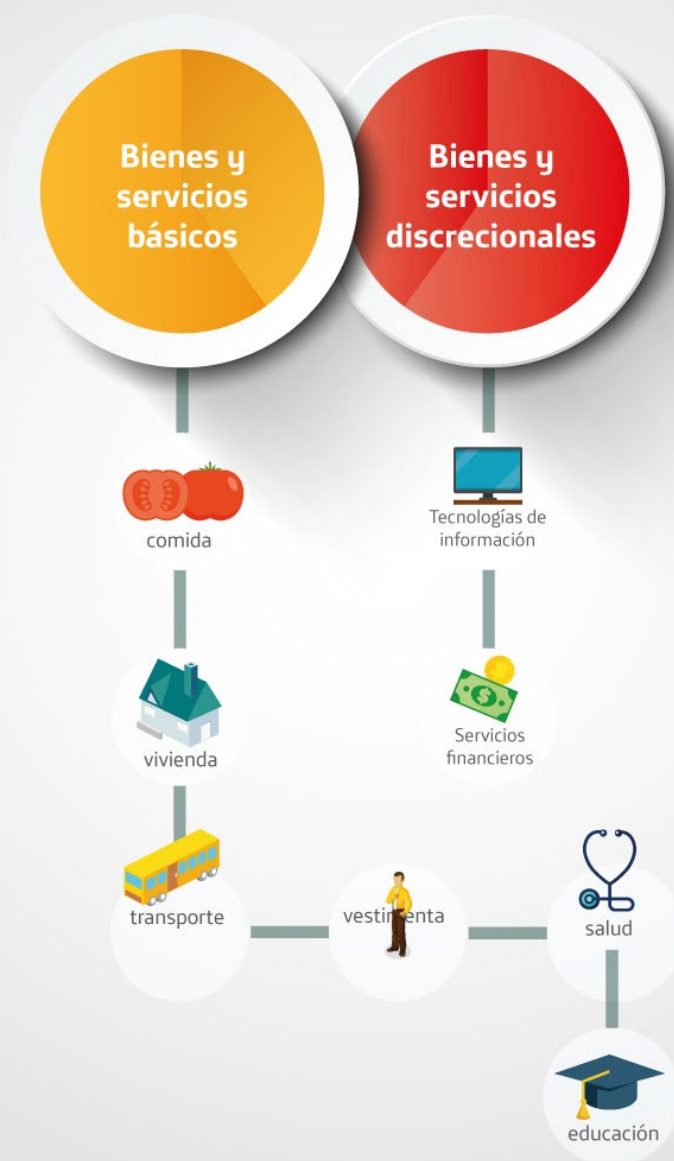 Bienes y
servicios
básicos
Bienes y
servicios
discrecionales
comida
Tecnologías de
información
vivienda
Servicios
financieros
transporte
vestimenta
salud
educación